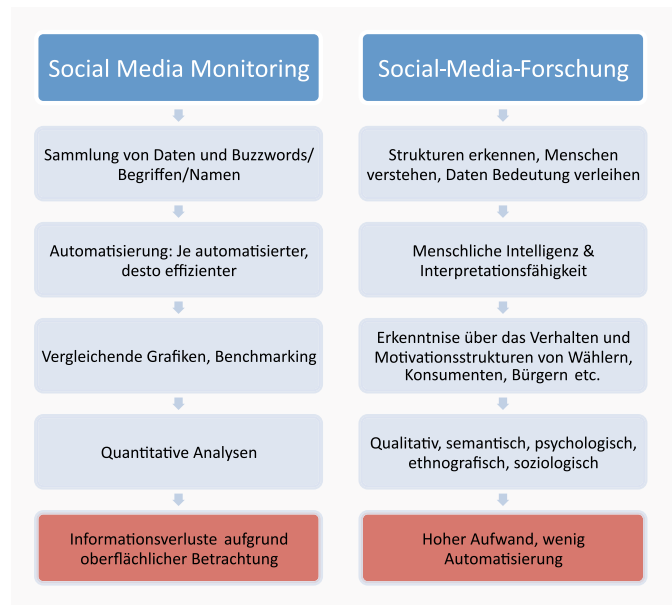 Social Media Monitoring
Sammlung von Daten und Buzzwords/
Begriffen/Namen
Automatisierung: Je automatisierter,
desto effizienter
Vergleichende Grafiken, Benchmarking
Quantitative Analysen
Informationsverluste aufgrund
oberflächlicher Betrachtung
Social-Media-Forschung
Strukturen erkennen, Menschen
verstehen, Daten Bedeutung verleihen
Menschliche Intelligenz &
Interpretationsfähigkeit
Erkenntnise über das Verhalten und
Motivationsstrukturen von Wählern,
Konsumenten, Bürgern etc.
Qualitativ, semantisch, psychologisch,
ethnografisch, soziologisch
Hoher Aufwand, wenig
Automatisierung